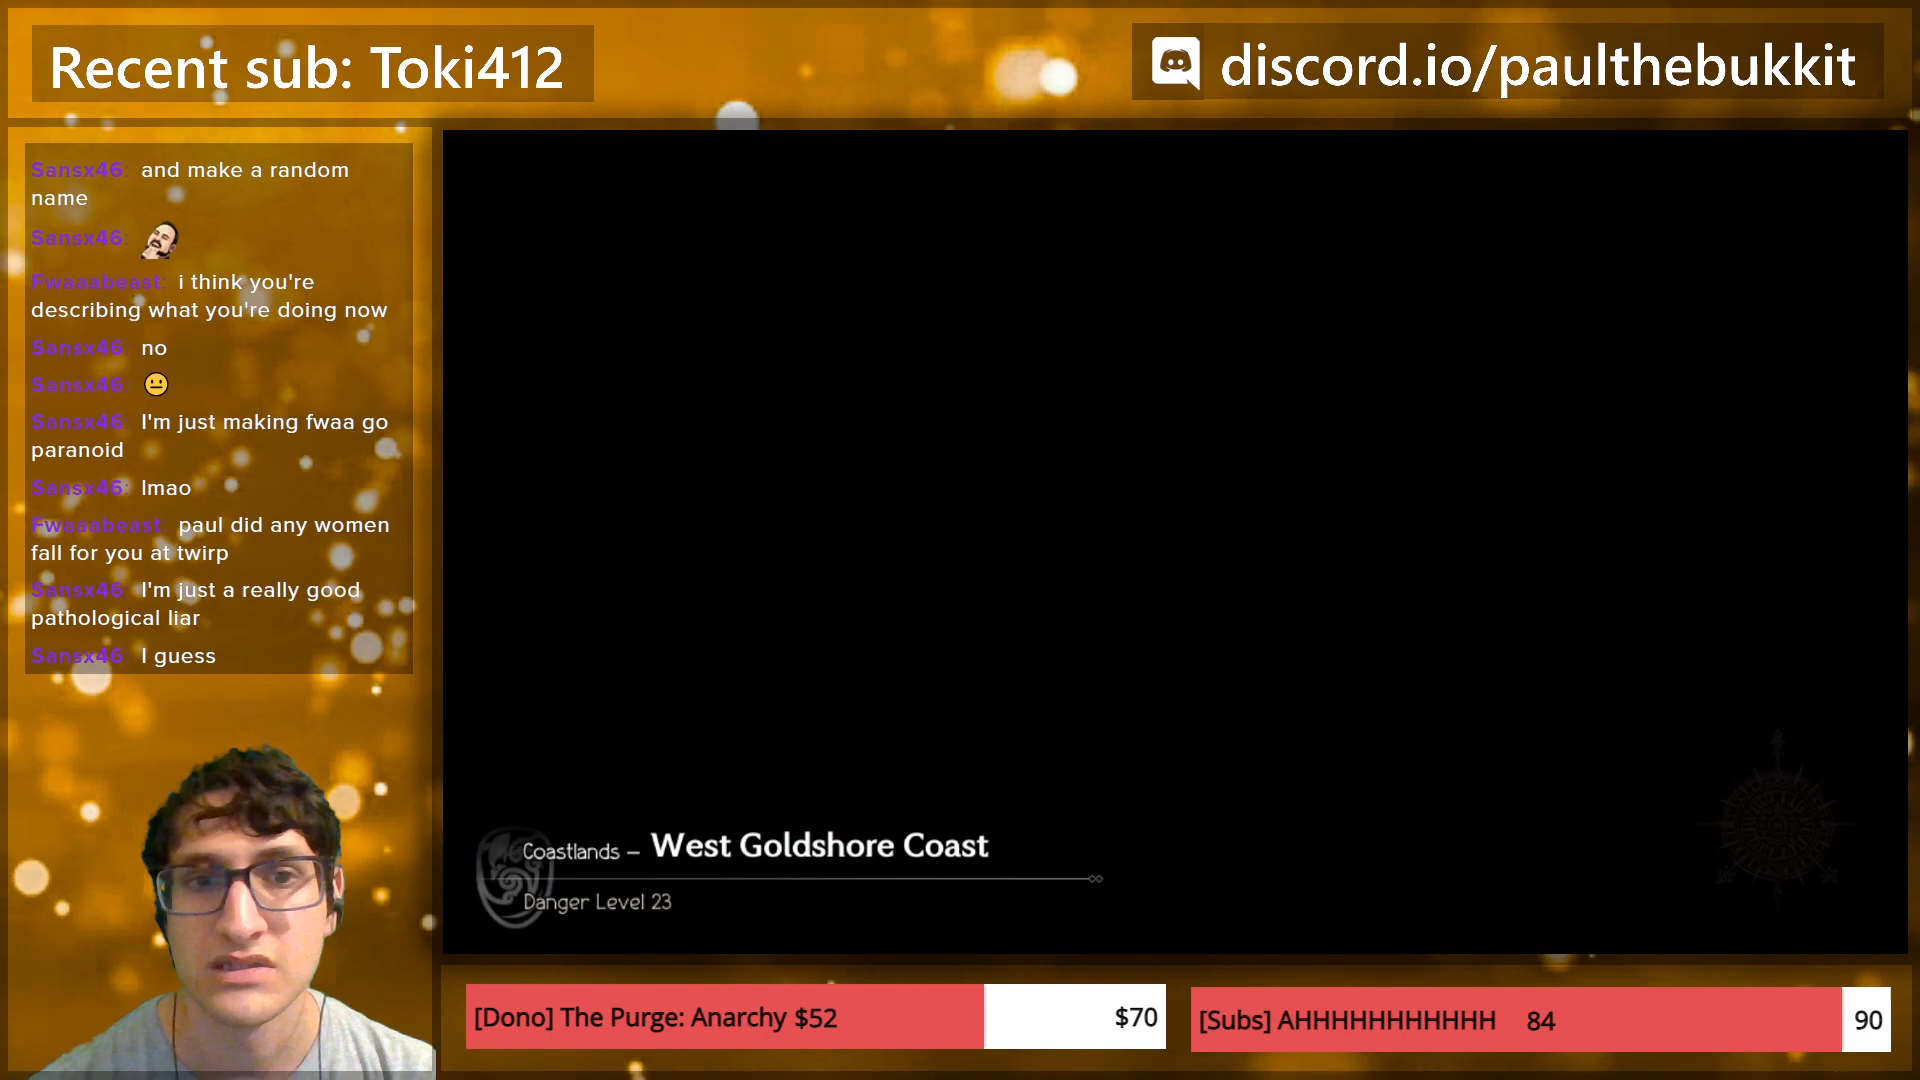 Recent sub: Toki412
discord.io/paulthebukkit
Sansx46: and make a random
name
Sansx46:
Fwaaabeast: i think you're
describing what you're doing now
Sansx46: no
Sansx46:
Sansx46: I'm just making fwaa go
paranoid
Sansx46: lmao
Fwaaabeast: paul did any women
fall for you at twirp
Sansx46: I'm just a really good
pathological liar
Sansx46: I guess
Coastlands – West Goldshore Coast
Danger Level 23
[Dono] The Purge: Anarchy $52 $70
[Subs] AHHHHHHHHHHH 84 90